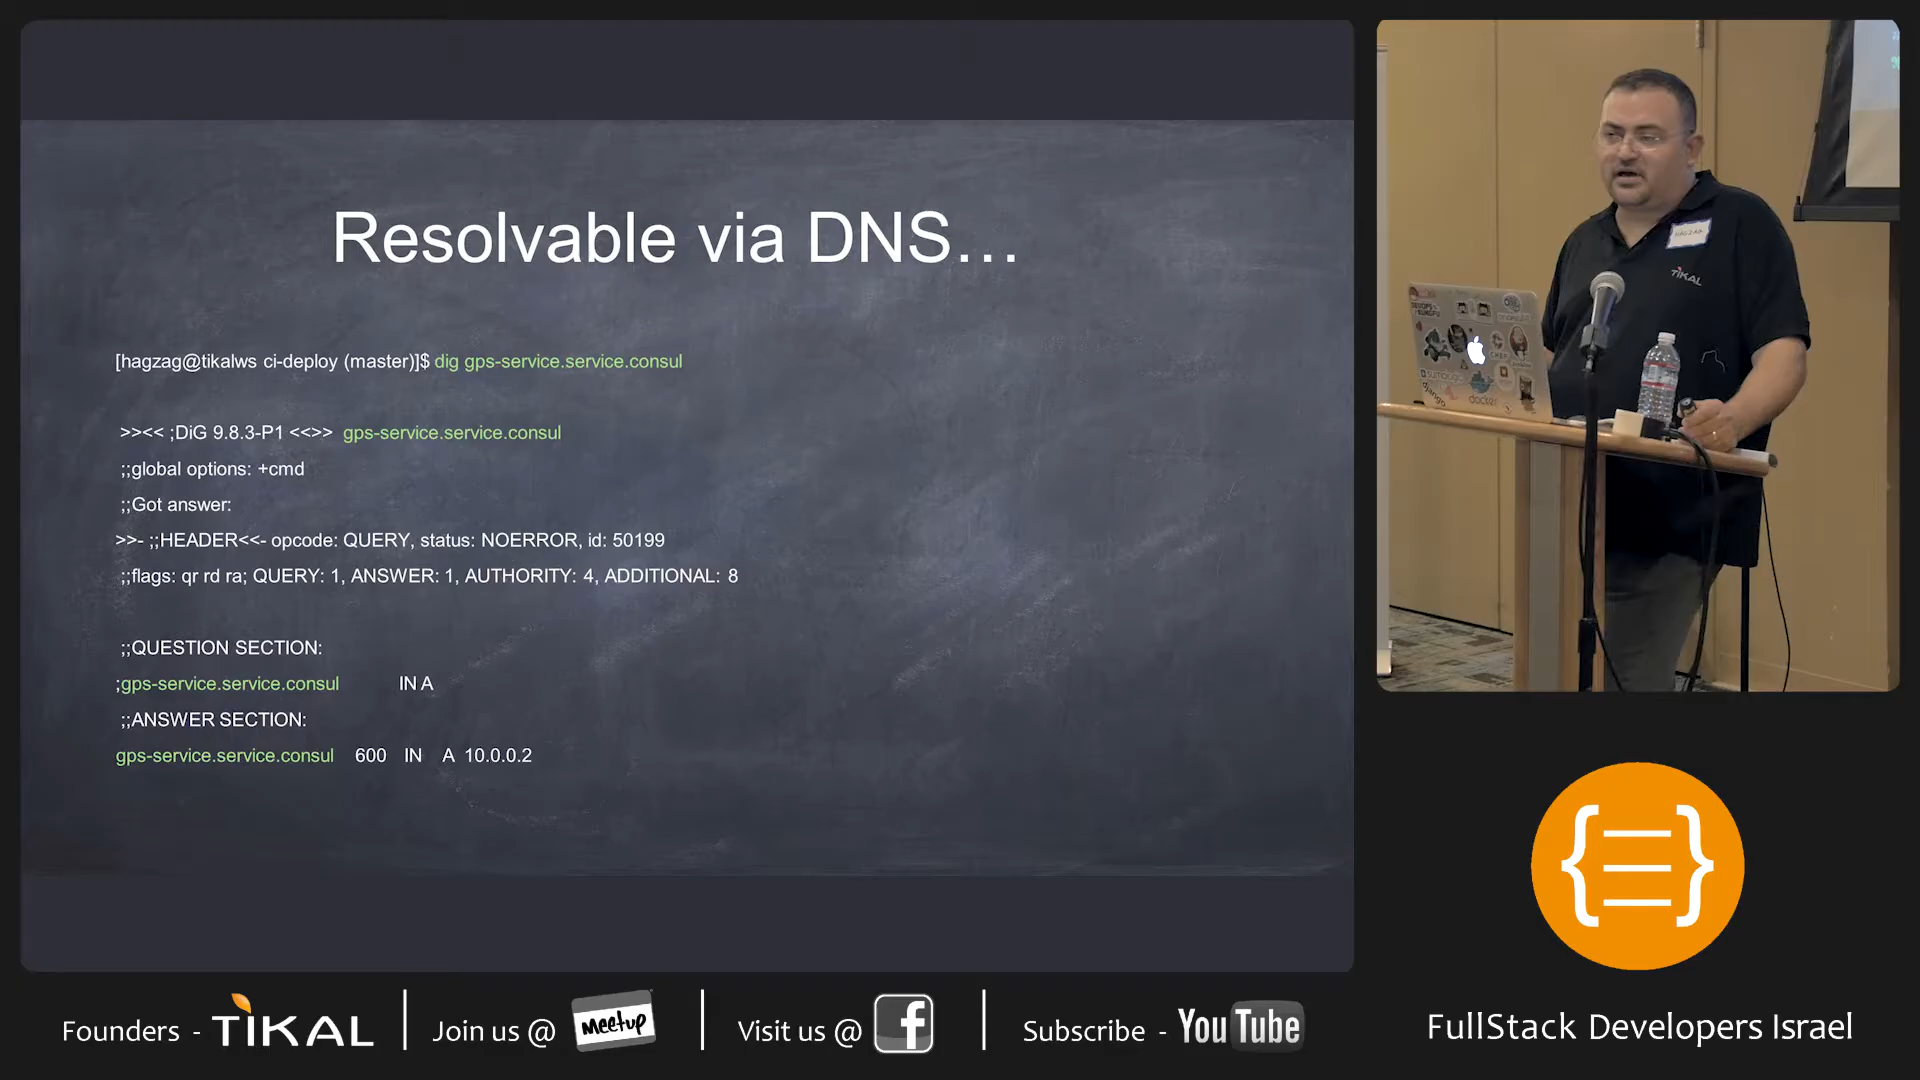 Resolvable via DNS...
[hagzag@tikalws ci-deploy (master)]$ dig gps-service.service.consul
>><< ;DiG 9.8.3-P1 <<>> gps-service.service.consul
;;global options: +cmd
;;Got answer:
>>- ;;HEADER<<- opcode: QUERY, status: NOERROR, id: 50199
;;flags: qr rd ra; QUERY: 1, ANSWER: 1, AUTHORITY: 4, ADDITIONAL: 8
;;QUESTION SECTION:
;gps-service.service.consul IN A
;;ANSWER SECTION:
gps-service.service.consul 600 IN A 10.0.0.2
TIKAL
docker
{≡}
Founders - TIKAL
Join us @ Meetup
Visit us @ f
Subscribe - YouTube
FullStack Developers Israel